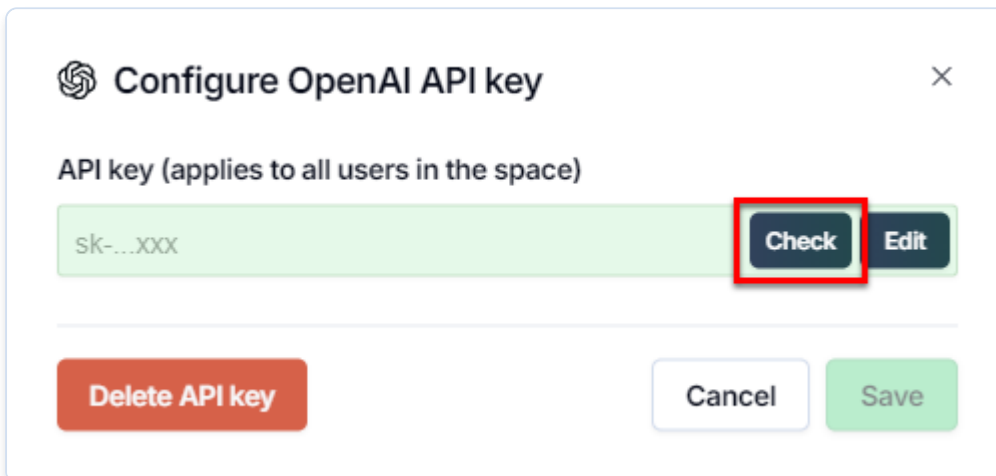 Configure OpenAI API key
API key (applies to all users in the space)
sk-...xxx Check Edit
Delete API key Cancel Save